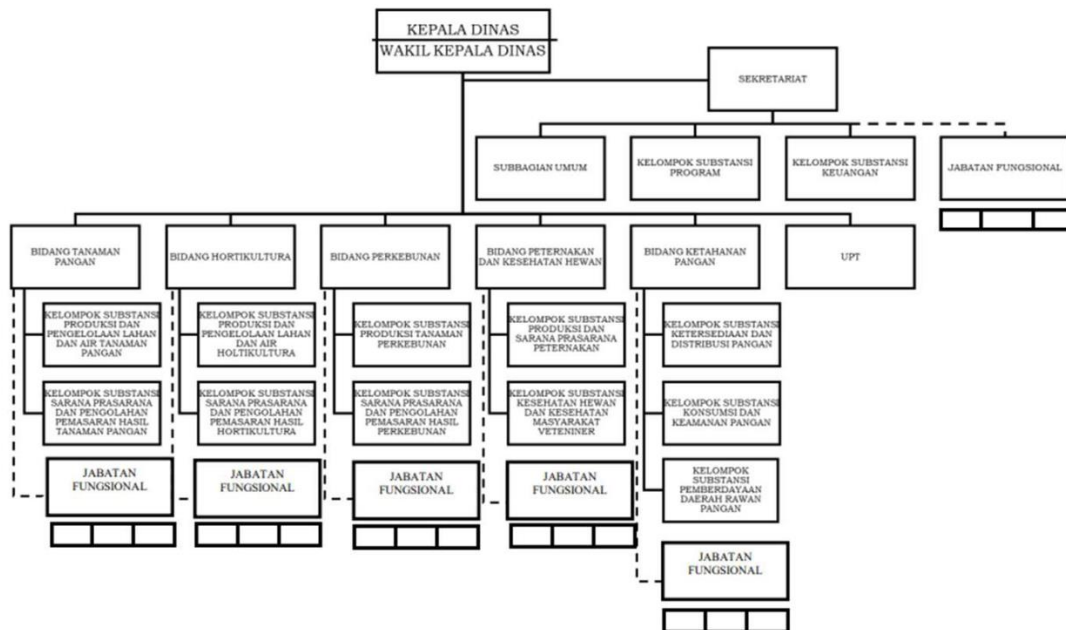 KEPALA DINAS
WAKIL KEPALA DINAS
SEKRETARIAT
SUBBAGIAN UMUM
KELOMPOK SUBSTANSI
PROGRAM
KELOMPOK SUBSTANSI
KEUANGAN
JABATAN FUNGSIONAL
BIDANG TANAMAN
PANGAN
BIDANG HORTIKULTURA
BIDANG PERKEBUNAN
BIDANG PETERNAKAN
DAN KESEHATAN HEWAN
BIDANG KETAHANAN
PANGAN
UPT
KELOMPOK SUBSTANSI
PRODUKSI DAN
PENGELOLAAN LAHAN
DAN AIR TANAMAN
PANGAN
KELOMPOK SUBSTANSI
PRODUKSI DAN
PENGELOLAAN LAHAN
DAN AIR
HOLTIKULTURA
KELOMPOK SUBSTANSI
PRODUKSI TANAMAN
PERKEBUNAN
KELOMPOK SUBSTANSI
PRODUKSI DAN
SARANA PRASARANA
PETERNAKAN
KELOMPOK SUBSTANSI
KETERSEDIAAN DAN
DISTRIBUSI PANGAN
KELOMPOK SUBSTANSI
SARANA PRASARANA
DAN PENGOLAHAN
PEMASARAN HASIL
TANAMAN PANGAN
KELOMPOK SUBSTANSI
SARANA PRASARANA
DAN PENGOLAHAN
PEMASARAN HASIL
HORTIKULTURA
KELOMPOK SUBSTANSI
SARANA PRASARANA
DAN PENGOLAHAN
PEMASARAN HASIL
PERKEBUNAN
KELOMPOK SUBSTANSI
KESEHATAN HEWAN
DAN KESEHATAN
MASYARAKAT
VETENINER
KELOMPOK SUBSTANSI
KONSUMSI DAN
KEAMANAN PANGAN
JABATAN
FUNGSIONAL
JABATAN
FUNGSIONAL
JABATAN
FUNGSIONAL
JABATAN
FUNGSIONAL
KELOMPOK
SUBSTANSI
PEMBERDAYAAN
DAERAH RAWAN
PANGAN
JABATAN
FUNGSIONAL